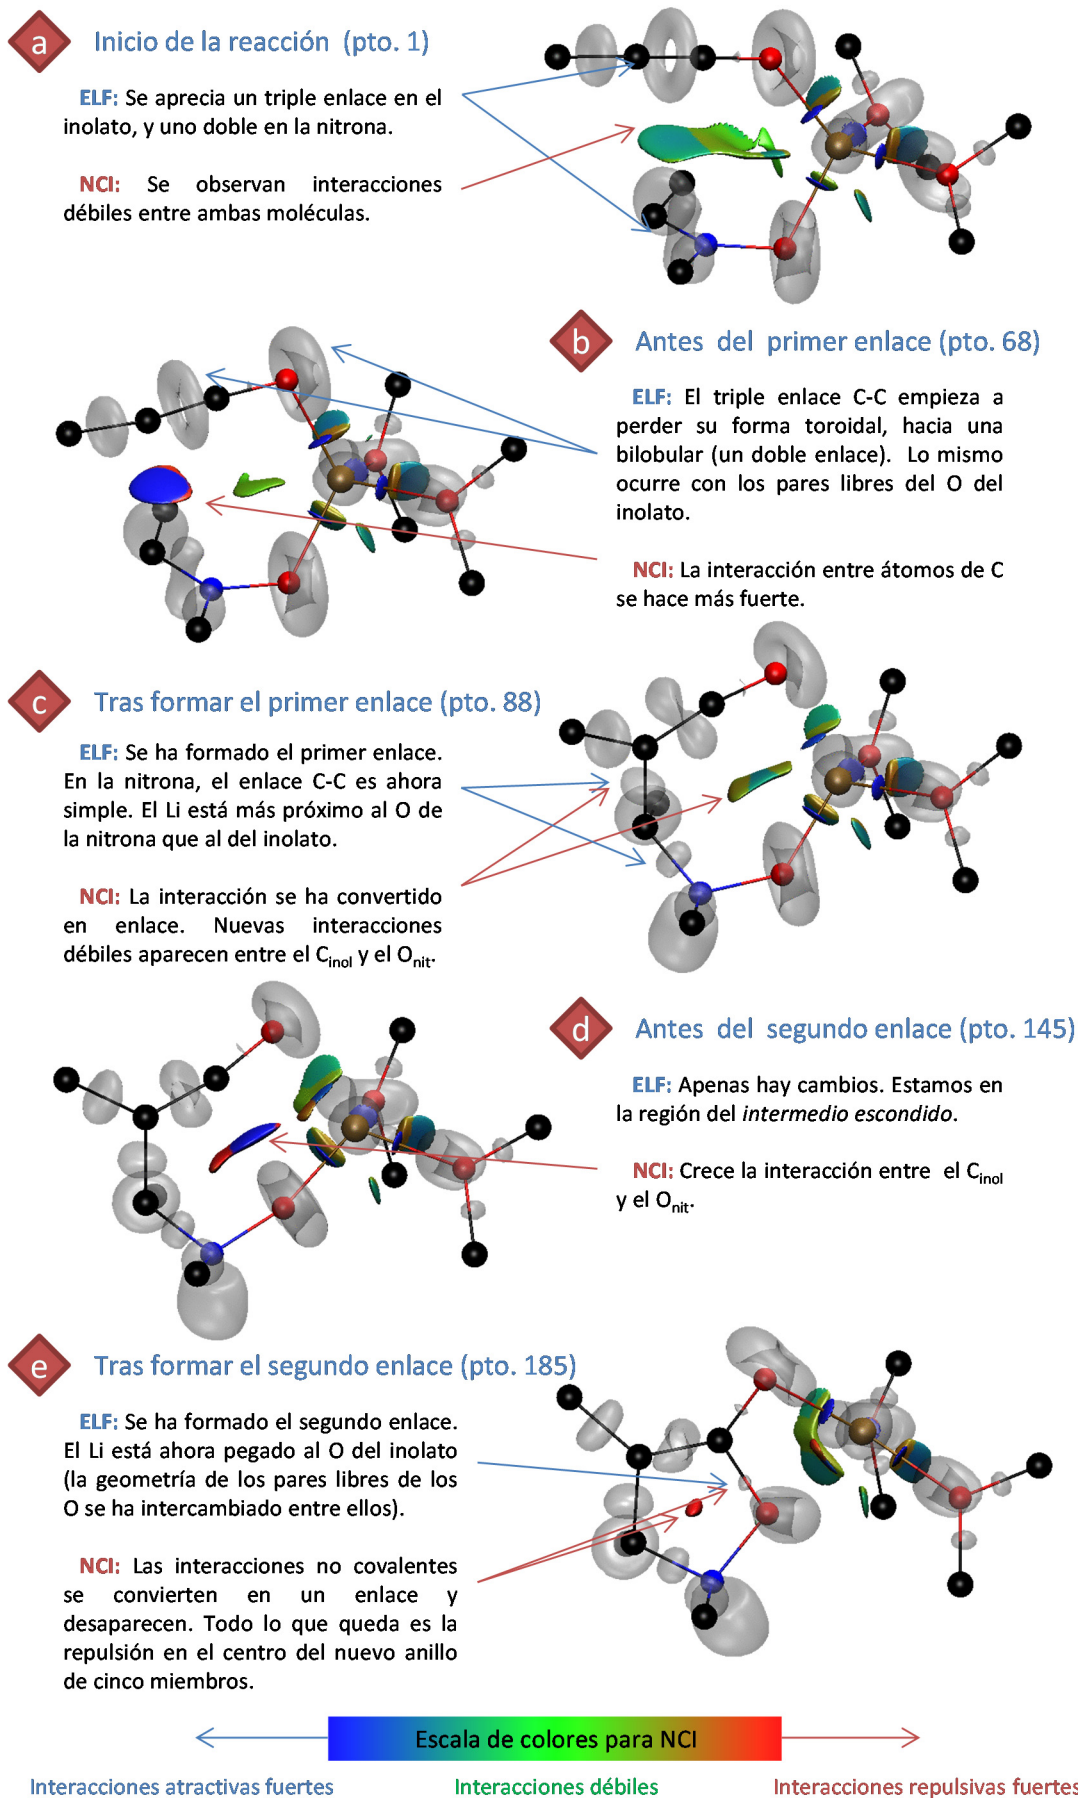 a
Inicio de la reacción (pto. 1)
ELF: Se aprecia un triple enlace en el
inolato, y uno doble en la nitrona.
NCI: Se observan interacciones
débiles entre ambas moléculas.
b
Antes del primer enlace (pto. 68)
ELF: El triple enlace C-C empieza a
perder su forma toroidal, hacia una
bilobular (un doble enlace). Lo mismo
ocurre con los pares libres del O del
inolato.
NCI: La interacción entre átomos de C
se hace más fuerte.
c
Tras formar el primer enlace (pto. 88)
ELF: Se ha formado el primer enlace.
En la nitrona, el enlace C-C es ahora
simple. El Li está más próximo al O de
la nitrona que al del inolato.
NCI: La interacción se ha convertido
en enlace. Nuevas interacciones
débiles aparecen entre el Cinol y el Onit.
d
Antes del segundo enlace (pto. 145)
ELF: Apenas hay cambios. Estamos en
la región del intermedio escondido.
NCI: Crece la interacción entre el Cinol
y el Onit.
e
Tras formar el segundo enlace (pto. 185)
ELF: Se ha formado el segundo enlace.
El Li está ahora pegado al O del inolato
(la geometría de los pares libres de los
O se ha intercambiado entre ellos).
NCI: Las interacciones no covalentes
se convierten en un enlace y
desaparecen. Todo lo que queda es la
repulsión en el centro del nuevo anillo
de cinco miembros.
Escala de colores para NCI
Interacciones atractivas fuertes
Interacciones débiles
Interacciones repulsivas fuertes